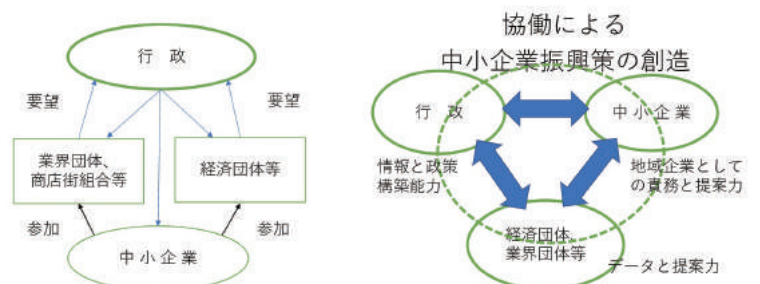 行　政
要望
要望
業界団体、
商店街組合等
経済団体等
参加
参加
中 小 企 業
協働による
中小企業振興策の創造
行　政
中 小 企 業
情報と政策
構築能力
地域企業として
の責務と提案力
経済団体、
業界団体等
データと提案力